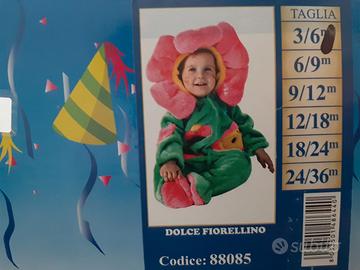 TAGLIA
3/6m
6/9m
9/12m
12/18m
18/24m
24/36m
DOLCE FIORELLINO
Codice: 88085
subito